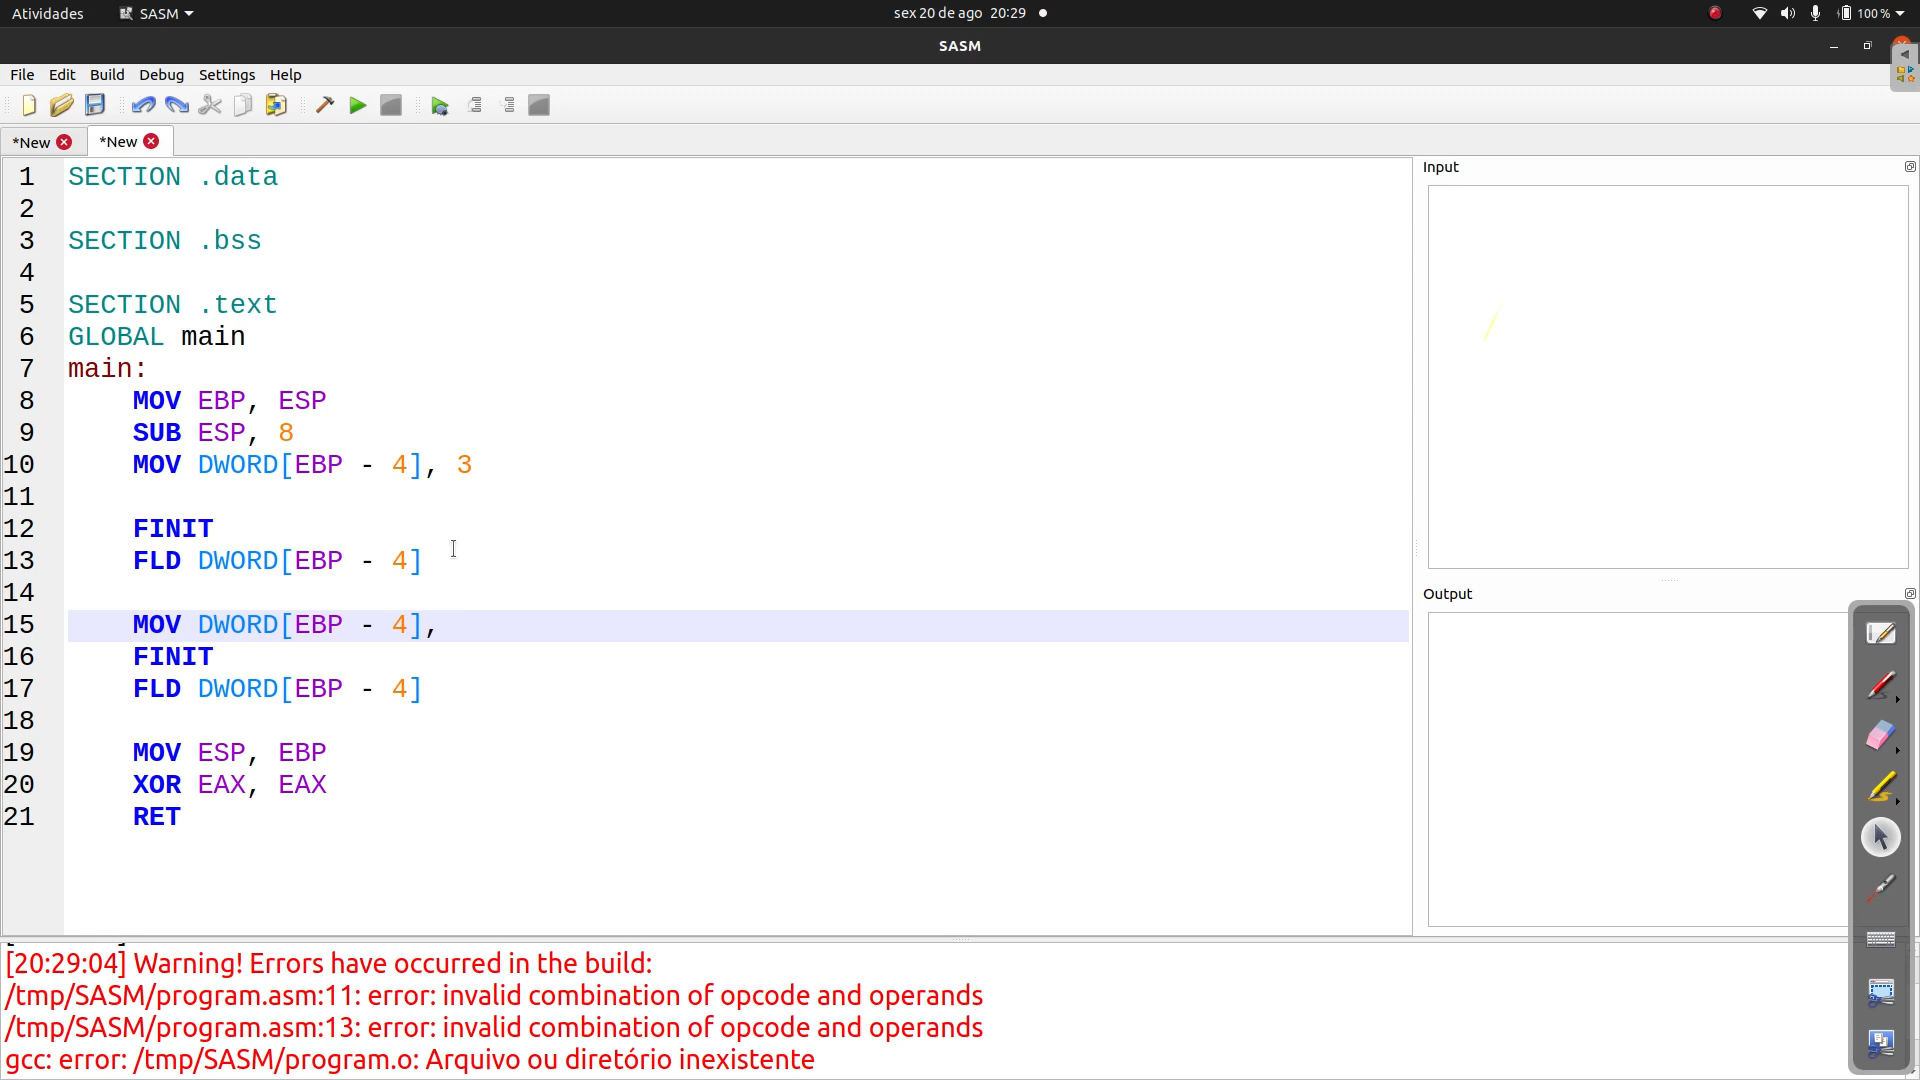 Atividades SASM sex 20 de ago 20:29 100 %
SASM
File Edit Build Debug Settings Help
*New *New
1 SECTION .data
2
3 SECTION .bss
4
5 SECTION .text
6 GLOBAL main
7 main:
8 MOV EBP, ESP
9 SUB ESP, 8
10 MOV DWORD[EBP - 4], 3
11
12 FINIT
13 FLD DWORD[EBP - 4]
14
15 MOV DWORD[EBP - 4],
16 FINIT
17 FLD DWORD[EBP - 4]
18
19 MOV ESP, EBP
20 XOR EAX, EAX
21 RET
Input
Output
[20:29:04] Warning! Errors have occurred in the build:
/tmp/SASM/program.asm:11: error: invalid combination of opcode and operands
/tmp/SASM/program.asm:13: error: invalid combination of opcode and operands
gcc: error: /tmp/SASM/program.o: Arquivo ou diretório inexistente